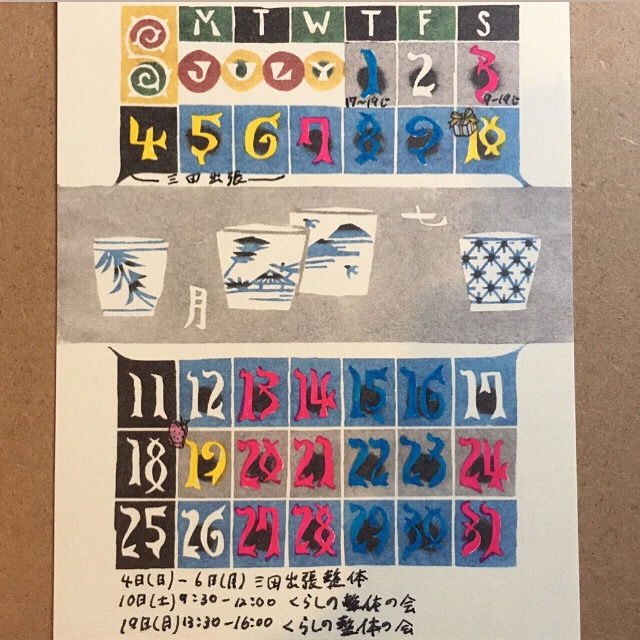 S M T W T F S
JULY 1 2 3
17~19じ 9-19じ
4 5 6 7 8 9 10
三田出張
七
月
11 12 13 14 15 16 17
18 19 20 21 22 23 24
25 26 27 28 29 30 31
4日(日)-6日(月) 三田出張整体
10日(土)9:30-12:00 くらしの整体の会
19日(月)13:30-16:00 くらしの整体の会